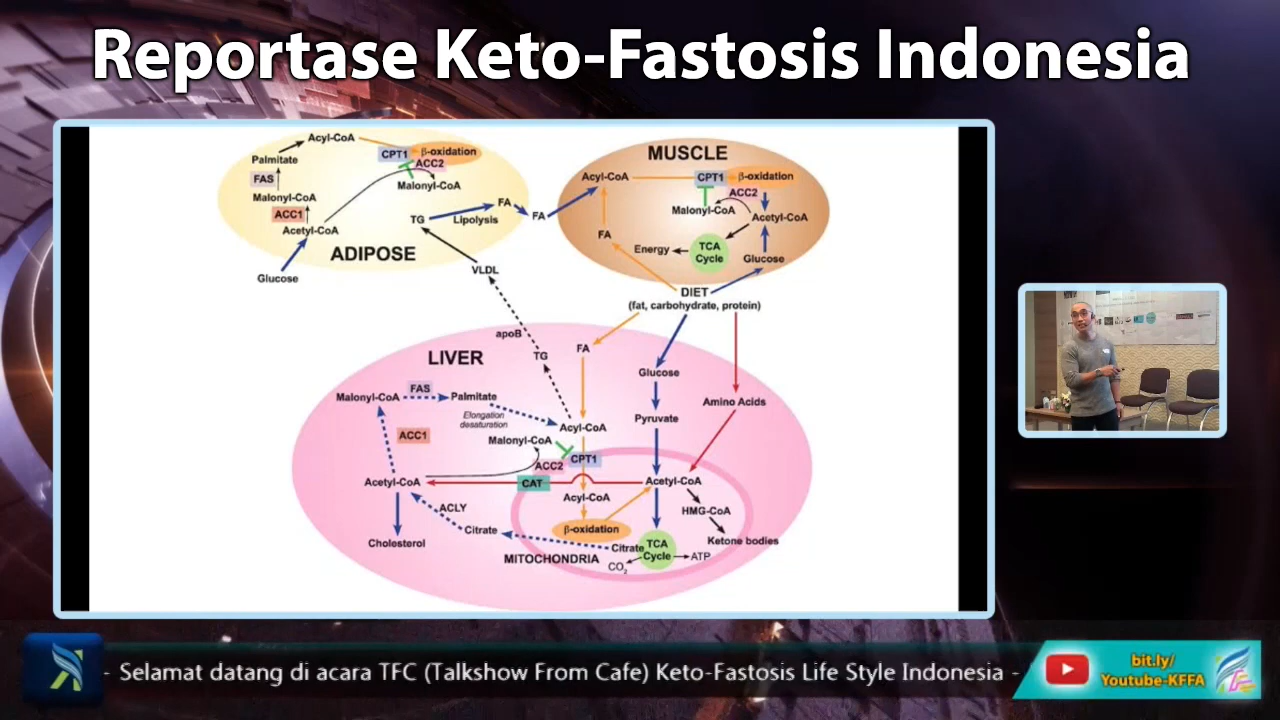 Reportase Keto-Fastosis Indonesia
Acyl-CoA
CPT1
β-oxidation
Palmitate
ACC2
FAS
Malonyl-CoA
Malonyl-CoA
ACC1
Acetyl-CoA
TG
Lipolysis
FA
FA
ADIPOSE
Glucose
VLDL
MUSCLE
Acyl-CoA
CPT1
β-oxidation
ACC2
Malonyl-CoA
Acetyl-CoA
FA
Energy
TCA
Cycle
Glucose
DIET
(fat, carbohydrate, protein)
apoB
LIVER
TG
FA
Glucose
Malonyl-CoA
FAS
Palmitate
Amino Acids
Elongation
desaturation
Pyruvate
Acyl-CoA
ACC1
Malonyl-CoA
CPT1
ACC2
Acetyl-CoA
CAT
Acetyl-CoA
Acyl-CoA
ACLY
HMG-CoA
Citrate
β-oxidation
Cholesterol
Ketone bodies
MITOCHONDRIA
Citrate
TCA
Cycle
ATP
CO2
- Selamat datang di acara TFC (Talkshow From Cafe) Keto-Fastosis Life Style Indonesia -
bit.ly/
Youtube-KFFA